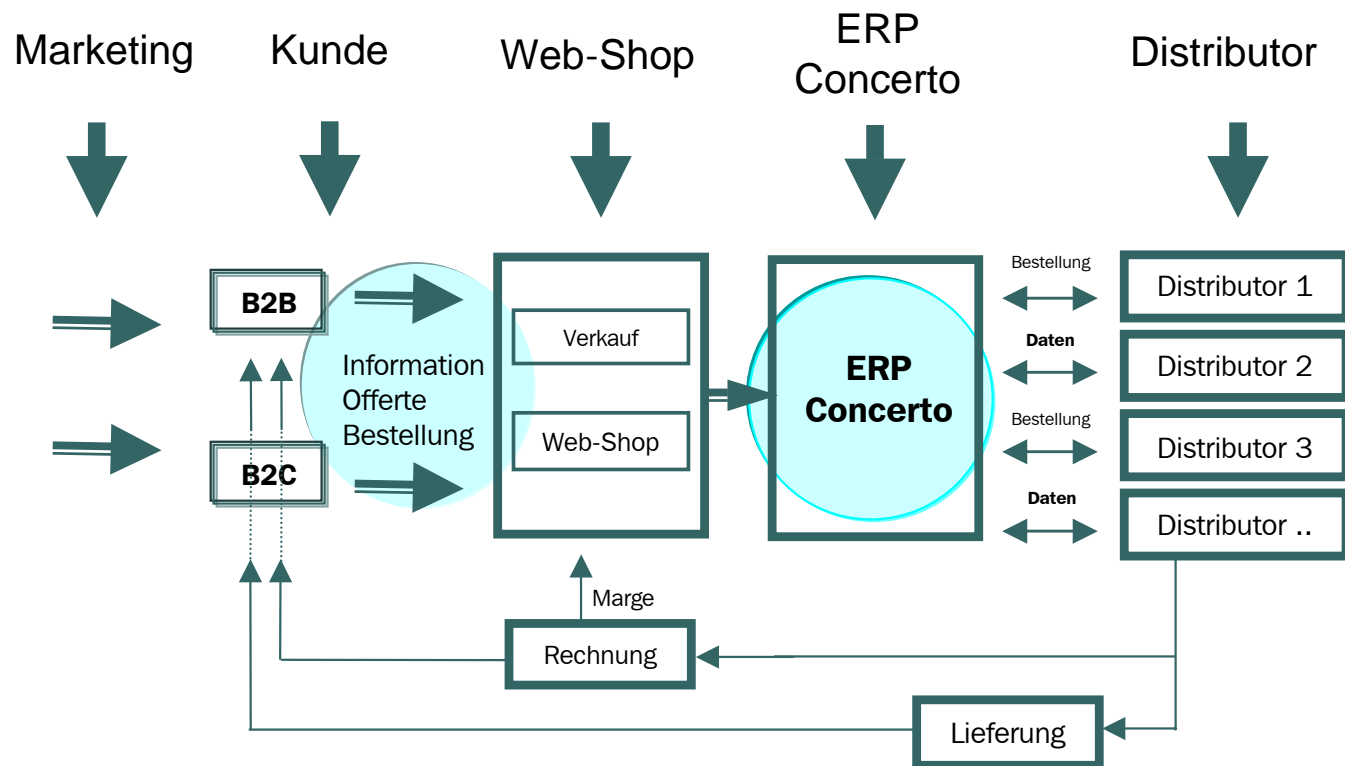 Marketing
Kunde
Web-Shop
ERP
Concerto
Distributor
B2B
B2C
Information
Offerte
Bestellung
Verkauf
Web-Shop
ERP
Concerto
Bestellung
Daten
Bestellung
Daten
Distributor 1
Distributor 2
Distributor 3
Distributor ..
Marge
Rechnung
Lieferung